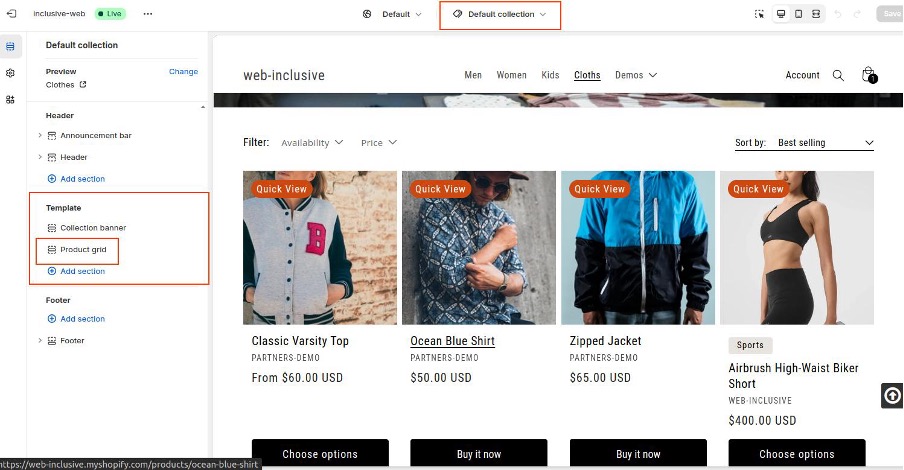 inclusive-web
Live
Default
Default collection
Save
Default collection
Preview
Change
Clothes
Header
Announcement bar
Header
Add section
Template
Collection banner
Product grid
Add section
Footer
Add section
Footer
web-inclusive
Men Women Kids Cloths Demos
Account
1
Filter: Availability Price
Sort by: Best selling
Quick View Quick View Quick View Quick View
B
Classic Varsity Top
PARTNERS-DEMO
From $60.00 USD
Choose options
Ocean Blue Shirt
PARTNERS-DEMO
$50.00 USD
Buy it now
Zipped Jacket
PARTNERS-DEMO
$65.00 USD
Buy it now
Sports
Airbrush High-Waist Biker
Short
WEB-INCLUSIVE
$400.00 USD
Choose options
https://web-inclusive.myshopify.com/products/ocean-blue-shirt